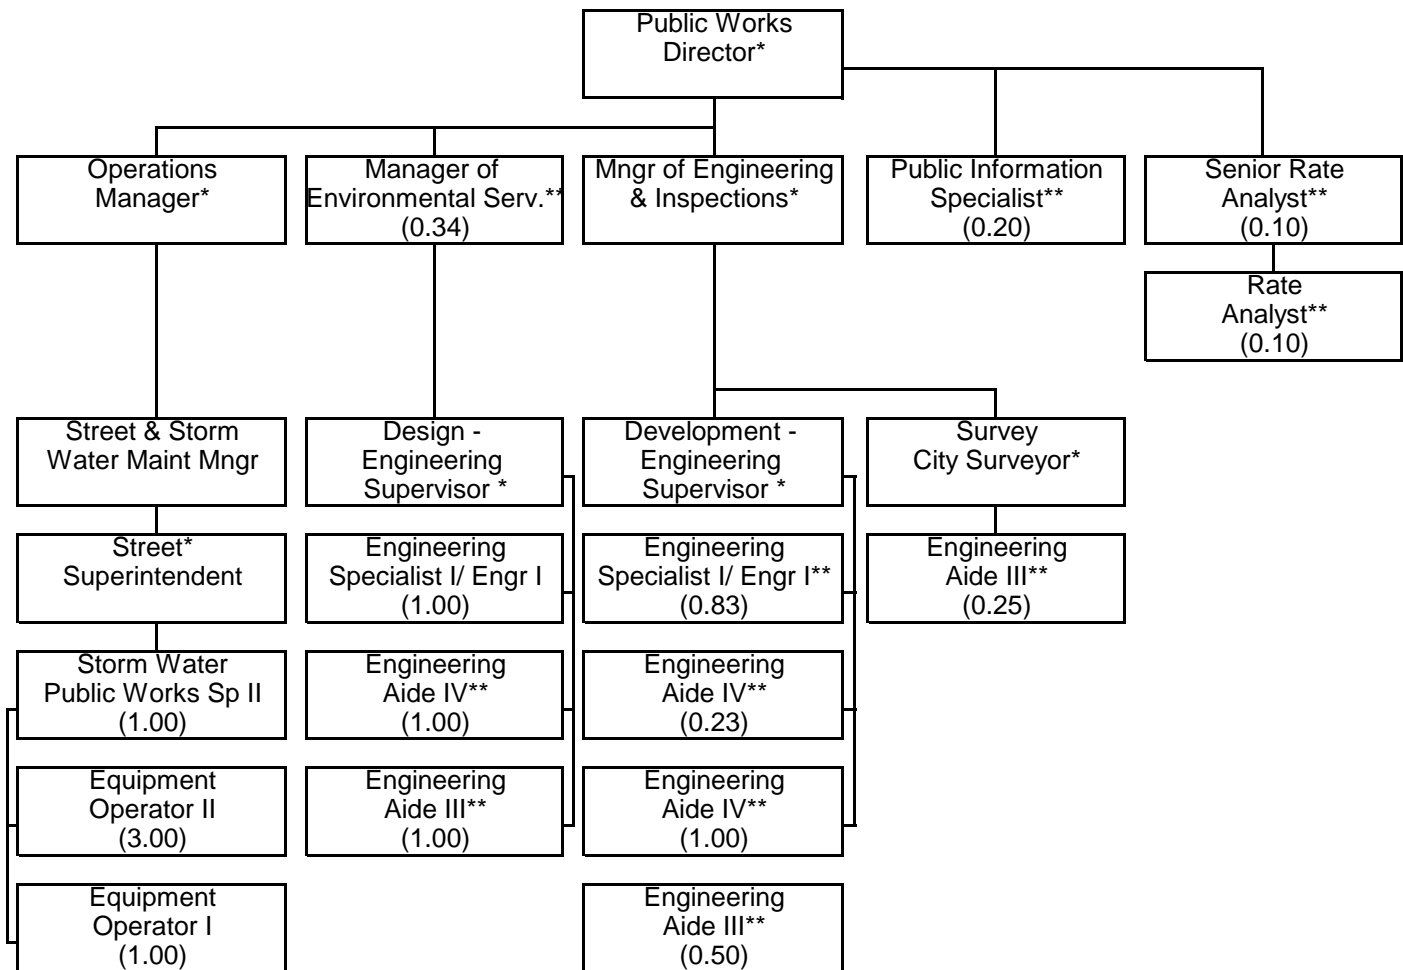 Public Works
Director*
Operations
Manager*
Manager of
Environmental Serv.**
(0.34)
Mngr of Engineering
& Inspections*
Public Information
Specialist**
(0.20)
Senior Rate
Analyst**
(0.10)
Rate
Analyst**
(0.10)
Street & Storm
Water Maint Mngr
Design -
Engineering
Supervisor *
Development -
Engineering
Supervisor *
Survey
City Surveyor*
Street*
Superintendent
Engineering
Specialist I/ Engr I
(1.00)
Engineering
Specialist I/ Engr I**
(0.83)
Engineering
Aide III**
(0.25)
Storm Water
Public Works Sp II
(1.00)
Engineering
Aide IV**
(1.00)
Engineering
Aide IV**
(0.23)
Equipment
Operator II
(3.00)
Engineering
Aide III**
(1.00)
Engineering
Aide IV**
(1.00)
Equipment
Operator I
(1.00)
Engineering
Aide III**
(0.50)